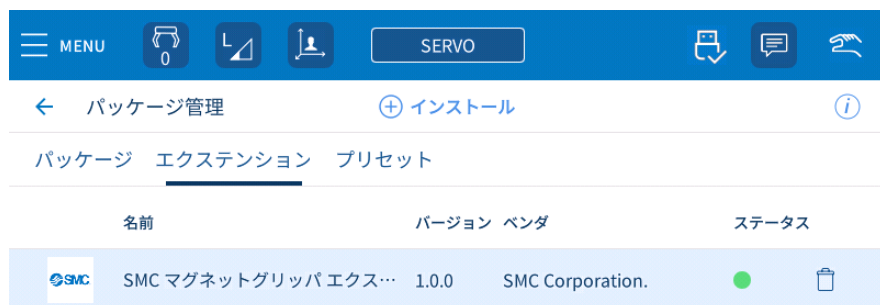 MENU 0 L SERVO
パッケージ管理 インストール i
パッケージ エクステンション プリセット
名前 バージョン ベンダ ステータス
SMC SMC マグネットグリッパ エクス… 1.0.0 SMC Corporation.